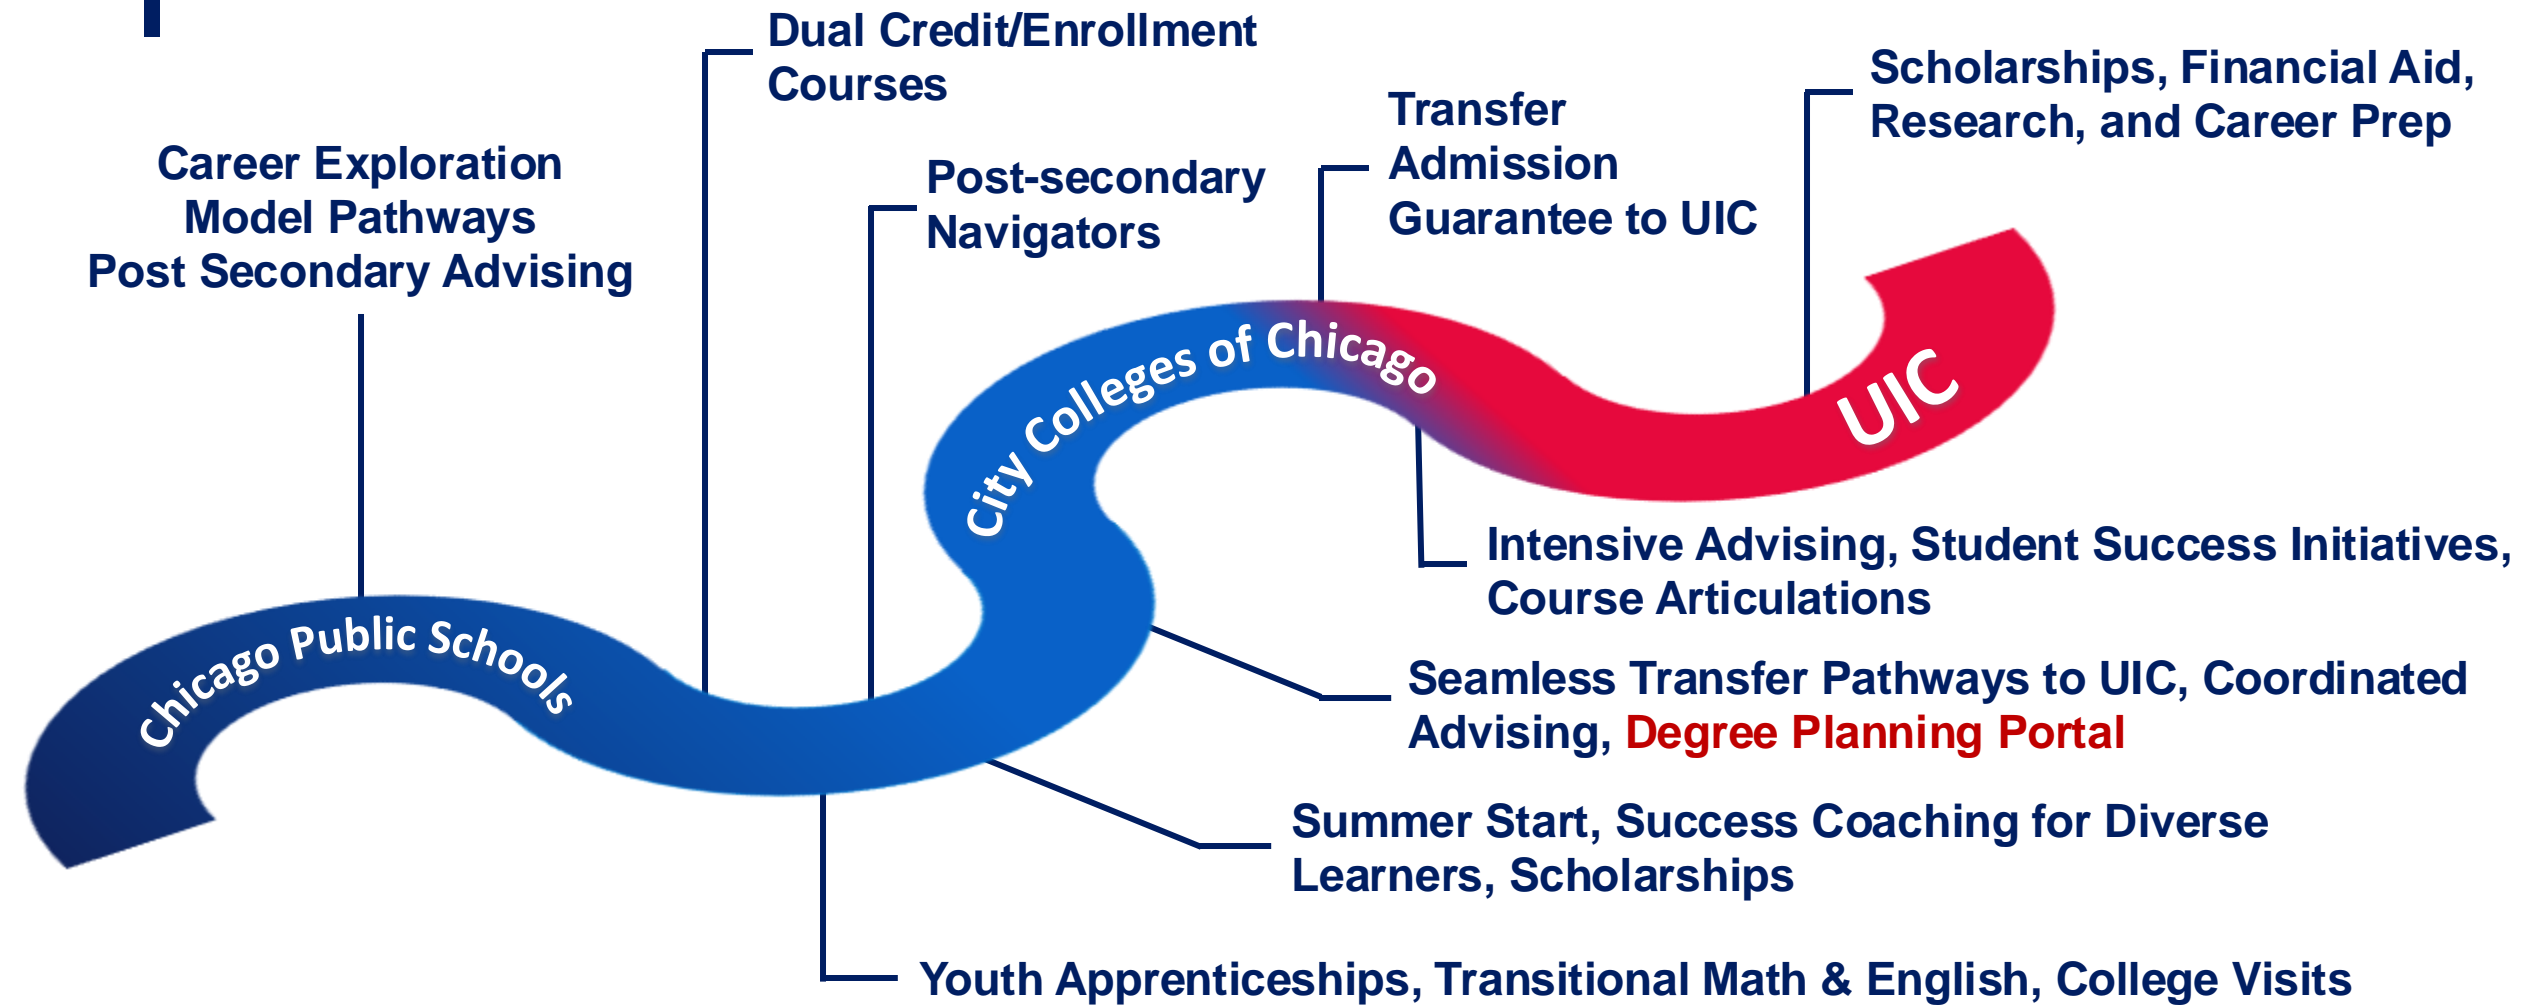 Dual Credit/Enrollment
Courses
Scholarships, Financial Aid,
Research, and Career Prep
Transfer
Admission
Guarantee to UIC
Career Exploration
Model Pathways
Post Secondary Advising
Post-secondary
Navigators
City Colleges of Chicago
UIC
Chicago Public Schools
Intensive Advising, Student Success Initiatives,
Course Articulations
Seamless Transfer Pathways to UIC, Coordinated
Advising, Degree Planning Portal
Summer Start, Success Coaching for Diverse
Learners, Scholarships
Youth Apprenticeships, Transitional Math & English, College Visits